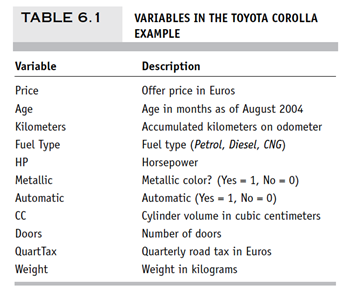 TABLE 6.1 VARIABLES IN THE TOYOTA COROLLA
EXAMPLE
Variable Description
Price Offer price in Euros
Age Age in months as of August 2004
Kilometers Accumulated kilometers on odometer
Fuel Type Fuel type (Petrol, Diesel, CNG)
HP Horsepower
Metallic Metallic color? (Yes = 1, No = 0)
Automatic Automatic (Yes = 1, No = 0)
CC Cylinder volume in cubic centimeters
Doors Number of doors
QuartTax Quarterly road tax in Euros
Weight Weight in kilograms